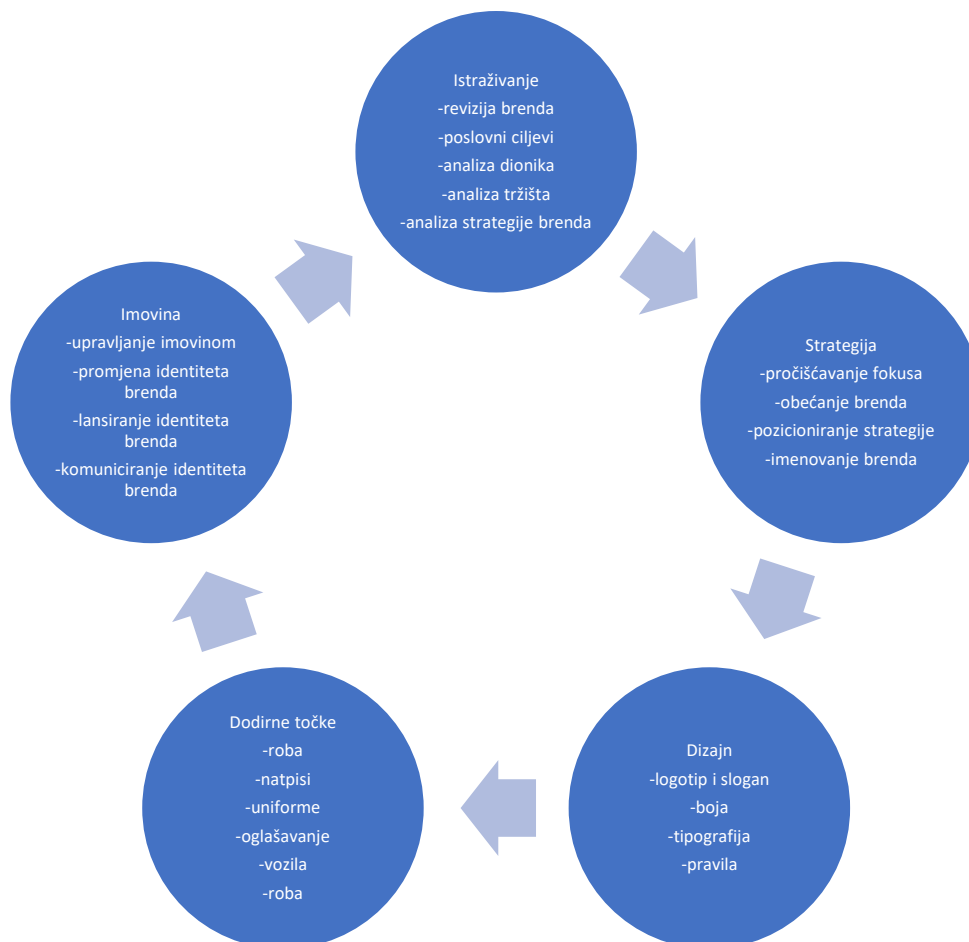 Istraživanje
-revizija brenda
-poslovni ciljevi
-analiza dionika
-analiza tržišta
-analiza strategije brenda
Strategija
-pročišćavanje fokusa
-obećanje brenda
-pozicioniranje strategije
-imenovanje brenda
Dizajn
-logotip i slogan
-boja
-tipografija
-pravila
Dodirne točke
-roba
-natpisi
-uniforme
-oglašavanje
-vozila
-roba
Imovina
-upravljanje imovinom
-promjena identiteta
brenda
-lansiranje identiteta
brenda
-komuniciranje identiteta
brenda